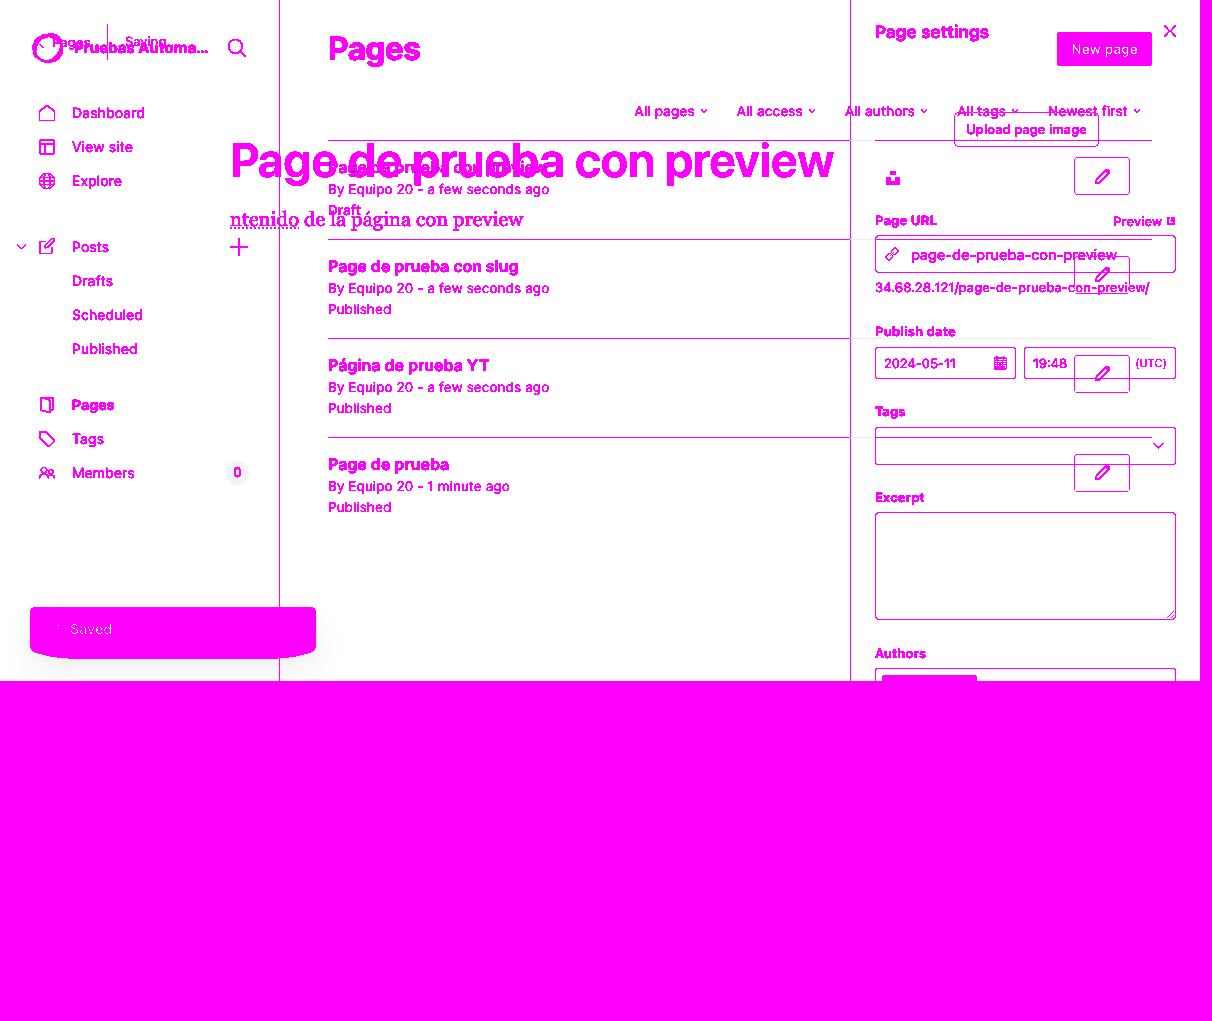 Pages
Saving...
Pruebas Automa...
Dashboard
View site
Explore
Posts
Drafts
Scheduled
Published
Pages
Tags
Members
0
Saved
Pages
New page
All pages
All access
All authors
All tags
Newest first
Page de prueba con preview
By Equipo 20 - a few seconds ago
Draft
Page de prueba con slug
By Equipo 20 - a few seconds ago
Published
Página de prueba YT
By Equipo 20 - a few seconds ago
Published
Page de prueba
By Equipo 20 - 1 minute ago
Published
Page de prueba con preview
ntenido de la página con preview
Page settings
Upload page image
Page URL
Preview
page-de-prueba-con-preview
34.68.28.121/page-de-prueba-con-preview/
Publish date
2024-05-11
19:48
(UTC)
Tags
Excerpt
Authors